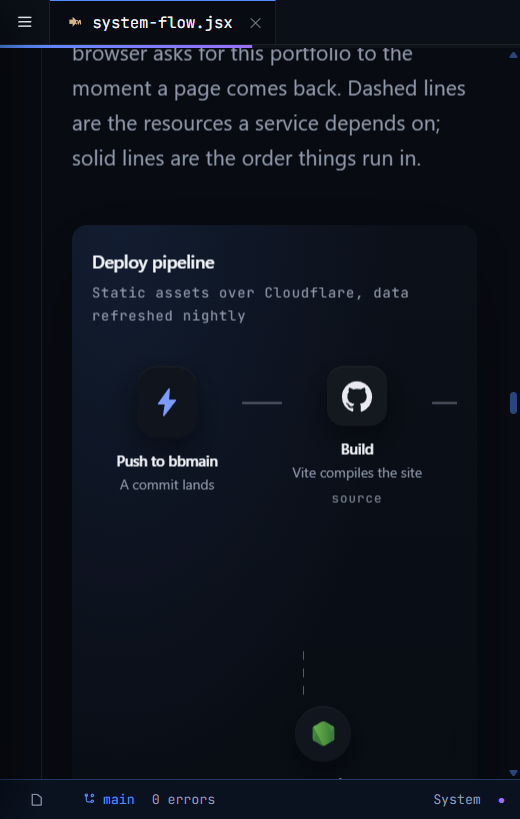 system-flow.jsx
browser asks for this portfolio to the
moment a page comes back. Dashed lines
are the resources a service depends on;
solid lines are the order things run in.
Deploy pipeline
Static assets over Cloudflare, data
refreshed nightly
Push to bbmain
A commit lands
Build
Vite compiles the site
source
main
0 errors
System